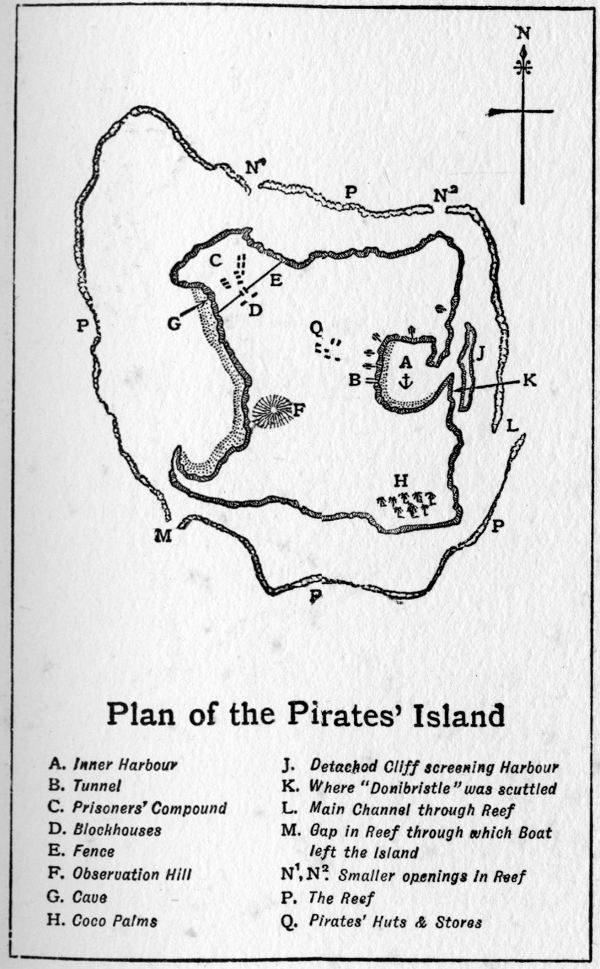 N
N¹
P
N²
C
E
D
G
P
Q
A
J
B
K
F
L
H
M
P
P
Plan of the Pirates' Island
A. Inner Harbour
B. Tunnel
C. Prisoners' Compound
D. Blockhouses
E. Fence
F. Observation Hill
G. Cave
H. Coco Palms
J. Detached Cliff screening Harbour
K. Where "Donibristle" was scuttled
L. Main Channel through Reef
M. Gap in Reef through which Boat
left the Island
N¹, N². Smaller openings in Reef
P. The Reef
Q. Pirates' Huts & Stores